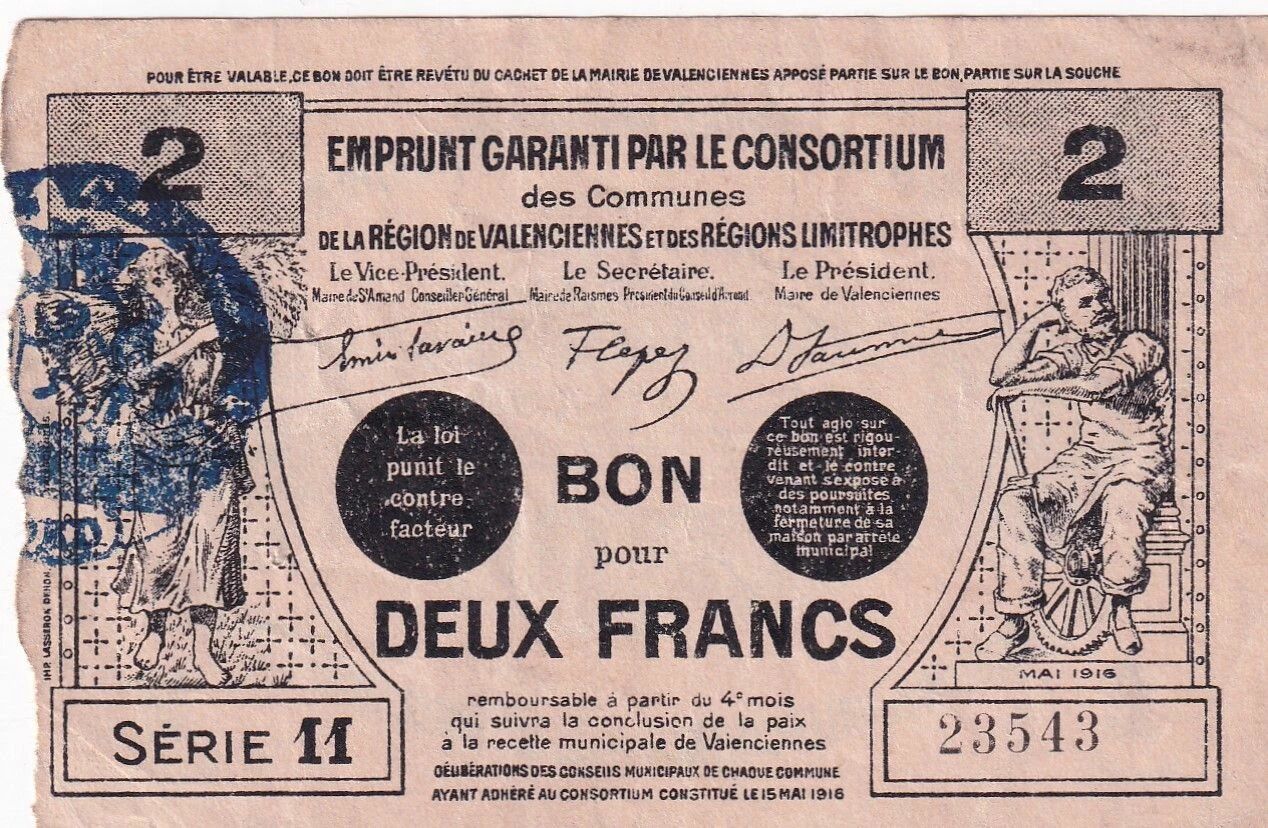 POUR ÊTRE VALABLE, CE BON DOIT ÊTRE REVÊTU DU CACHET DE LA MAIRIE DE VALENCIENNES APPOSÉ PARTIE SUR LE BON, PARTIE SUR LA SOUCHE
2 2
EMPRUNT GARANTI PAR LE CONSORTIUM
des Communes
DE LA RÉGION DE VALENCIENNES ET DES RÉGIONS LIMITROPHES
Le Vice-Président. Le Secrétaire. Le Président.
Maire de St Amand Conseiller Général Maire de Raismes Président du Conseil d'Arrond Maire de Valenciennes
La loi
punit le
contre-
facteur
BON
pour
DEUX FRANCS
Tout agio sur
ce bon est rigou-
reusement inter-
dit et le contre
venant s'expose à
des poursuites
notamment à la
fermeture de sa
maison par arrêté
municipal
IMP. LASSERON DENON
MAI 1916
remboursable à partir du 4e mois
qui suivra la conclusion de la paix
à la recette municipale de Valenciennes
DÉLIBÉRATIONS DES CONSEILS MUNICIPAUX DE CHAQUE COMMUNE
AYANT ADHÉRÉ AU CONSORTIUM CONSTITUÉ LE 15 MAI 1916
SÉRIE 11
23543